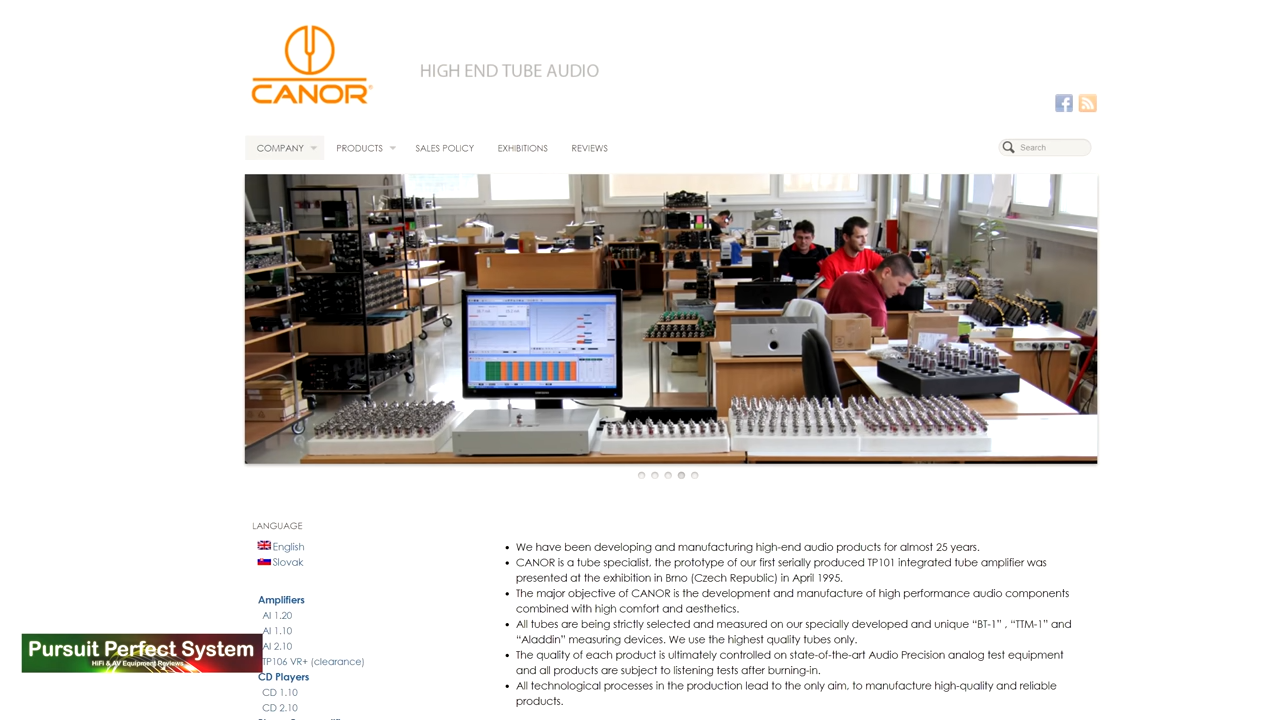 CANOR
HIGH END TUBE AUDIO
COMPANY
PRODUCTS
SALES POLICY
EXHIBITIONS
REVIEWS
Search
LANGUAGE
English
Slovak
Amplifiers
AI 1.20
AI 1.10
AI 2.10
TP106 VR+ (clearance)
CD Players
CD 1.10
CD 2.10
Pursuit Perfect System
HiFi & AV Equipment Reviews
• We have been developing and manufacturing high-end audio products for almost 25 years.
• CANOR is a tube specialist, the prototype of our first serially produced TP101 integrated tube amplifier was
presented at the exhibition in Brno (Czech Republic) in April 1995.
• The major objective of CANOR is the development and manufacture of high performance audio components
combined with high comfort and aesthetics.
• All tubes are being strictly selected and measured on our specially developed and unique “BT-1” , “TTM-1” and
“Aladdin” measuring devices. We use the highest quality tubes only.
• The quality of each product is ultimately controlled on state-of-the-art Audio Precision analog test equipment
and all products are subject to listening tests after burning-in.
• All technological processes in the production lead to the only aim, to manufacture high-quality and reliable
products.